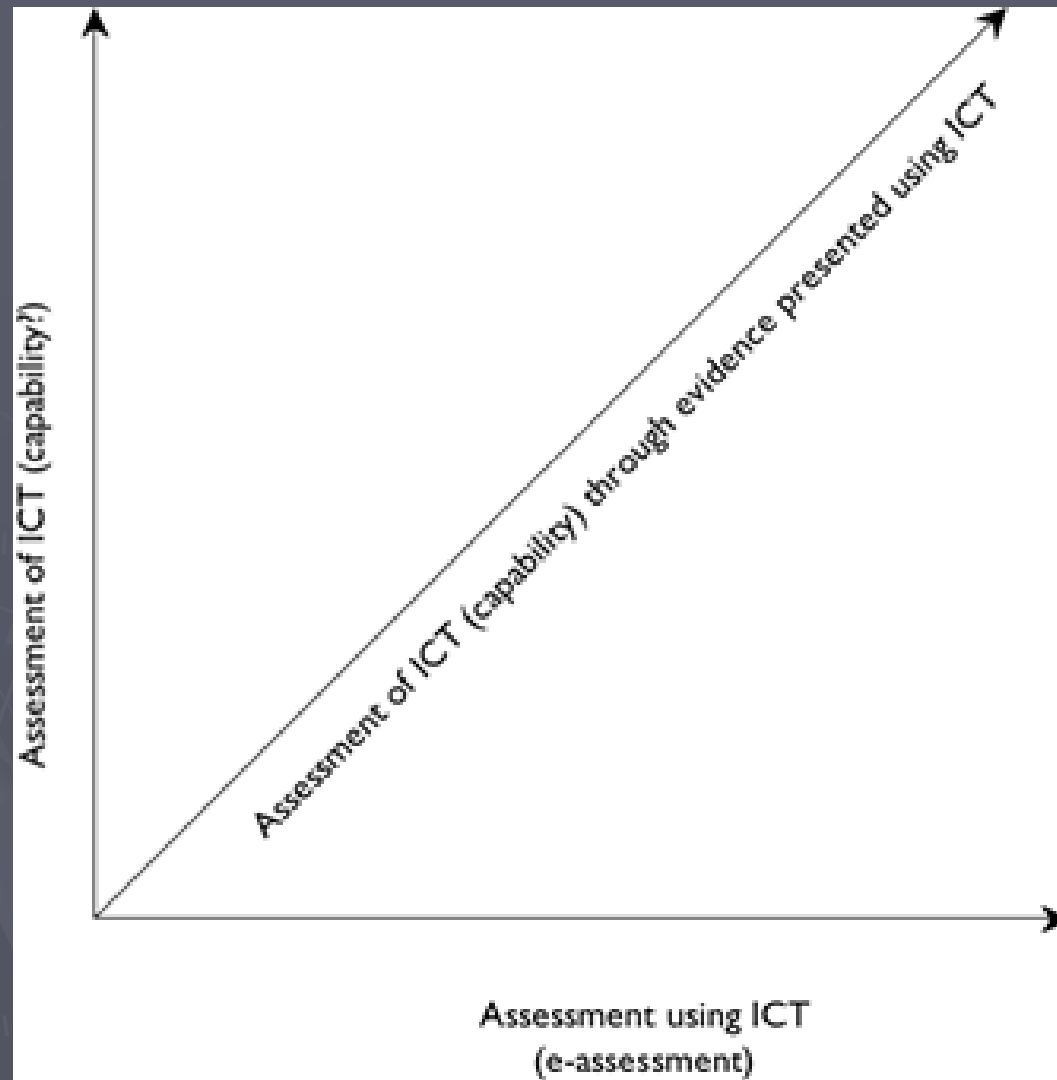 Assessment of ICT (capability?)
Assessment of ICT (capability) through evidence presented using ICT
Assessment using ICT
(e-assessment)